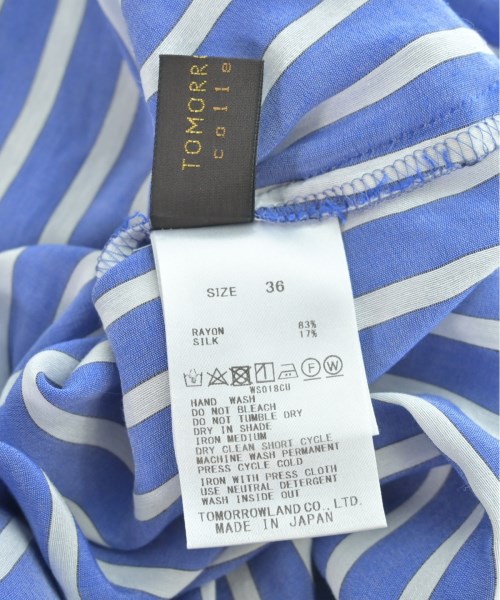 TOMORR
colle
SIZE 36
RAYON 83%
SILK 17%
WS018CU
HAND WASH
DO NOT BLEACH
DO NOT TUMBLE DRY
DRY IN SHADE
IRON MEDIUM
DRY CLEAN SHORT CYCLE
MACHINE WASH PERMANENT
PRESS CYCLE COLD
IRON WITH PRESS CLOTH
USE NEUTRAL DETERGENT
WASH INSIDE OUT
TOMORROWLAND CO., LTD.
MADE IN JAPAN